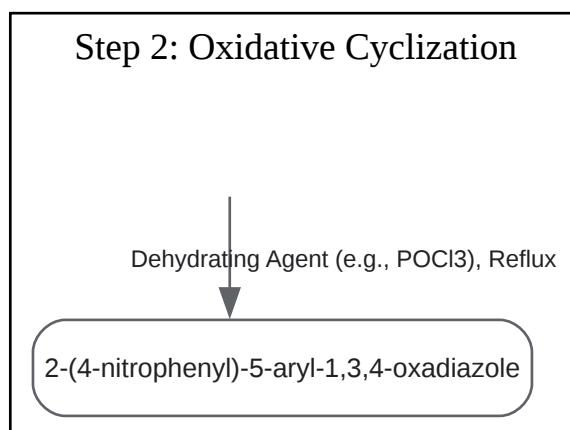 Step 2: Oxidative Cyclization
Dehydrating Agent (e.g., POCl3), Reflux
2-(4-nitrophenyl)-5-aryl-1,3,4-oxadiazole